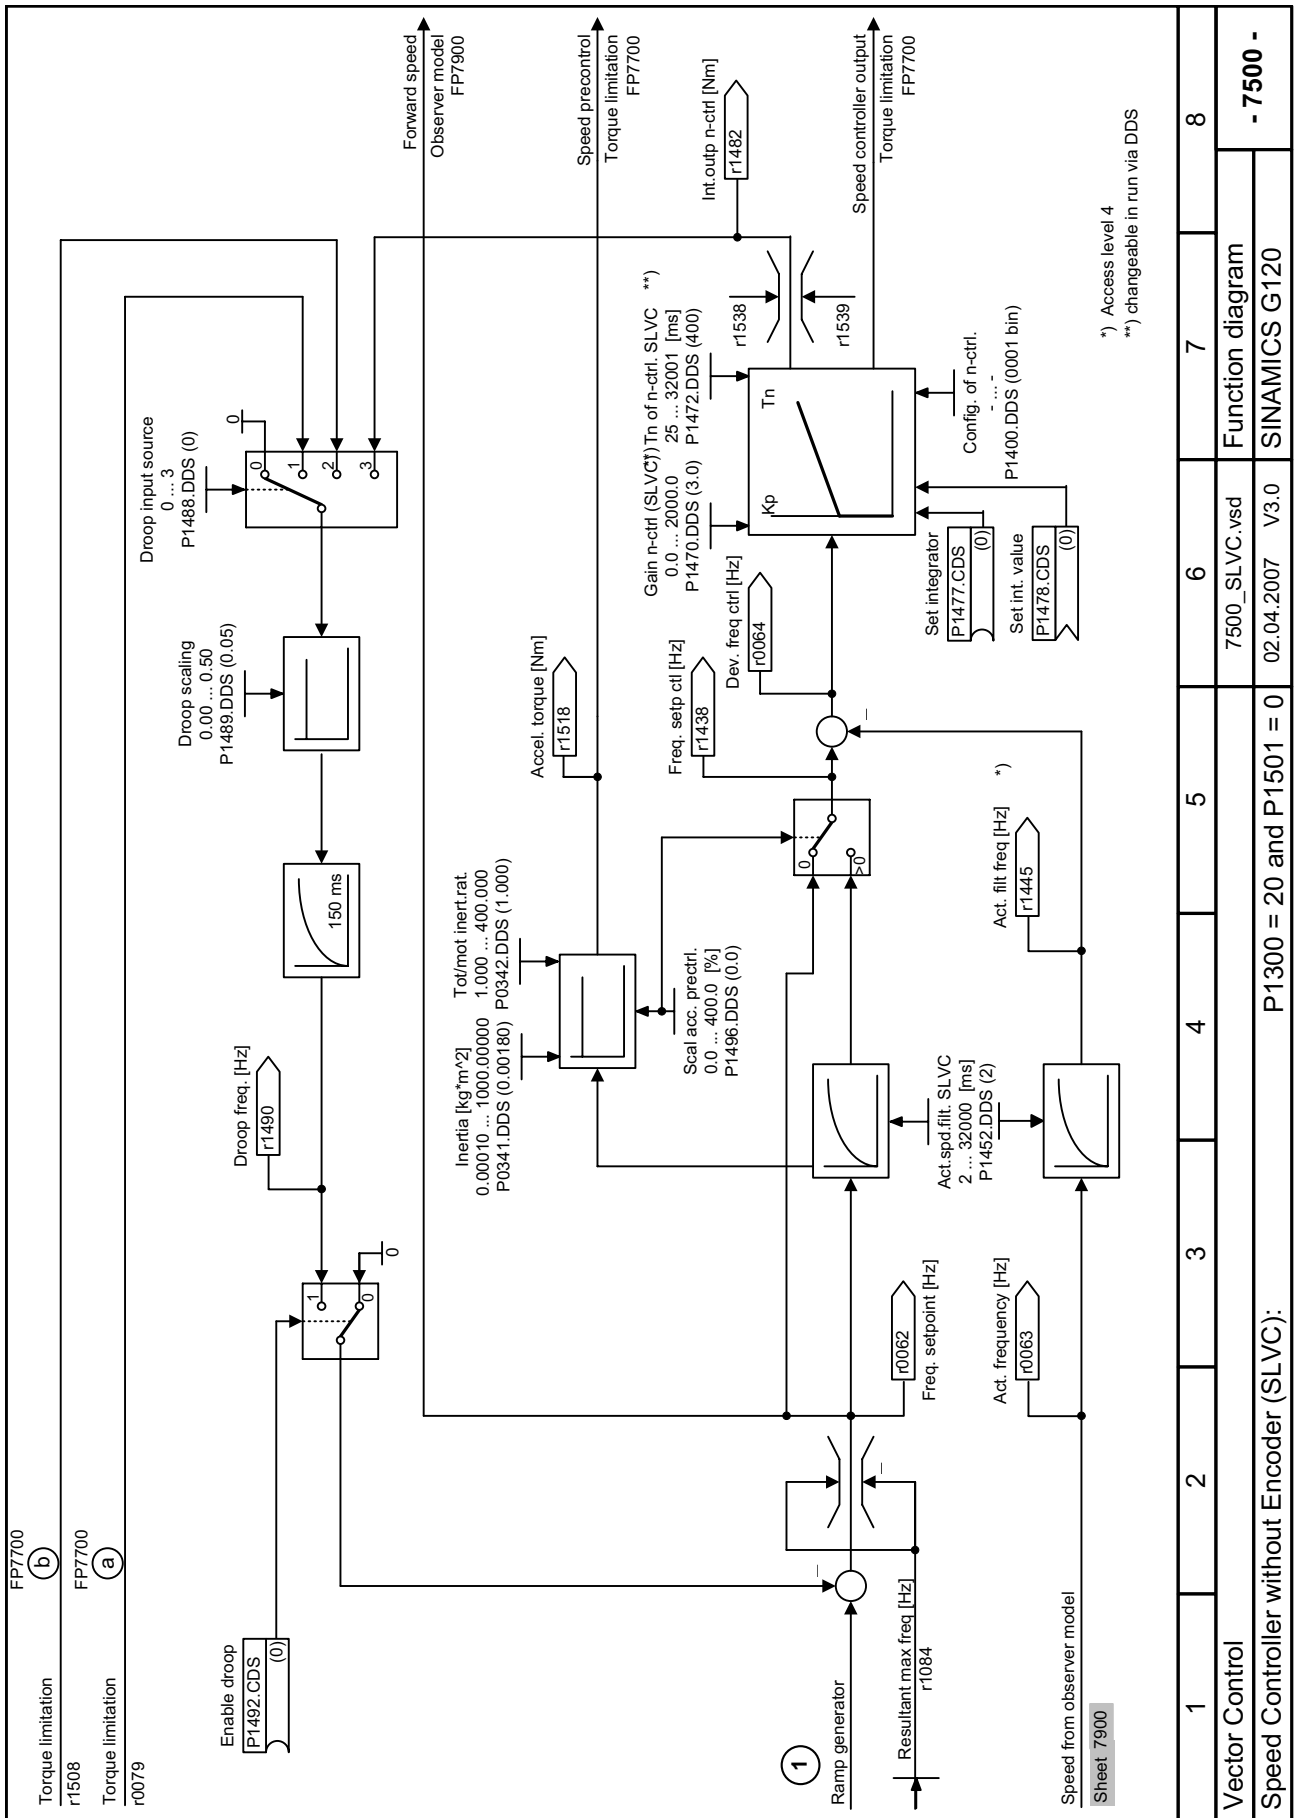 FP7700
b
Torque limitation
r1508
FP7700
a
Torque limitation
r0079
Enable droop
P1492.CDS
(0)
1
0
0
Droop freq. [Hz]
r1490
150 ms
Droop scaling
0.00 ... 0.50
P1489.DDS (0.05)
Droop input source
0 ... 3
P1488.DDS (0)
0
1
2
3
0
Forward speed
Observer model
FP7900
Inertia [kg*m^2]
0.00010 ... 1000.00000
P0341.DDS (0.00180)
Tot/mot inert.rat.
1.000 ... 400.000
P0342.DDS (1.000)
Accel. torque [Nm]
r1518
Speed precontrol
Torque limitation
FP7700
Scal acc. prectrl.
0.0 ... 400.0 [%]
P1496.DDS (0.0)
Freq. setp ctl [Hz]
r1438
Dev. freq ctrl [Hz]
r0064
Gain n-ctrl (SLVC)
**)
0.0 ... 2000.0
P1470.DDS (3.0)
Tn of n-ctrl. SLVC **)
25 ... 32001 [ms]
P1472.DDS (400)
r1538
r1539
Int.outp n-ctrl [Nm]
r1482
Kp
Tn
Speed controller output
Torque limitation
FP7700
0
>0
1
Ramp generator
–
–
Resultant max freq [Hz]
r1084
r0062
Freq. setpoint [Hz]
Act.spd.filt. SLVC
2 ... 32000 [ms]
P1452.DDS (2)
–
Set integrator
P1477.CDS
(0)
Set int. value
P1478.CDS
(0)
Config. of n-ctrl.
- ... -
P1400.DDS (0001 bin)
Act. frequency [Hz]
r0063
Act. filt freq [Hz] *)
r1445
Speed from observer model
Sheet 7900
*) Access level 4
**) changeable in run via DDS
1 2 3 4 5 6 7 8
Vector Control
7500_SLVC.vsd
Function diagram
- 7500 -
Speed Controller without Encoder (SLVC):
P1300 = 20 and P1501 = 0
02.04.2007 V3.0
SINAMICS G120